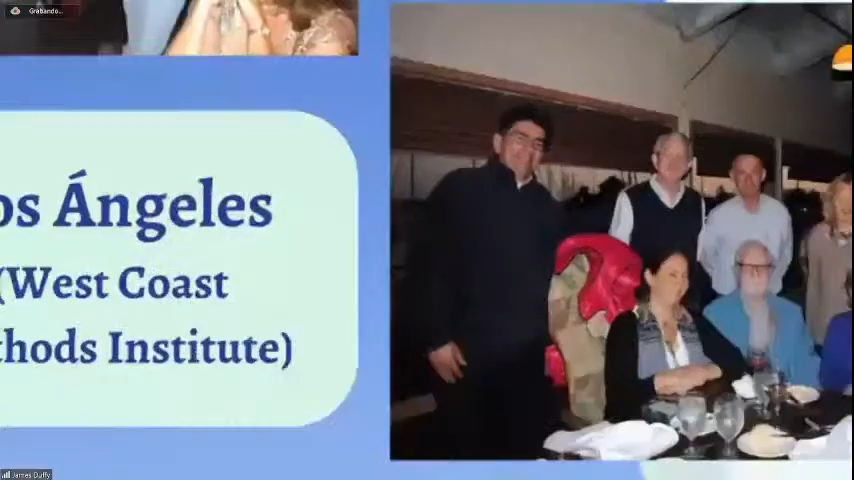 Grabando...
os Ángeles
(West Coast
thods Institute)
James Duffy